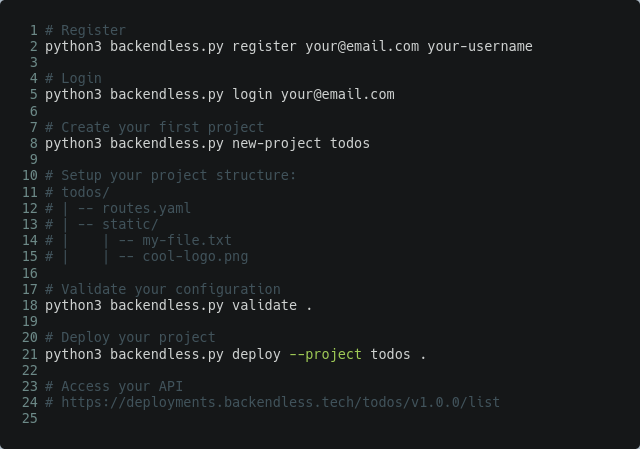 1 # Register
2 python3 backendless.py register your@email.com your-username
3
4 # Login
5 python3 backendless.py login your@email.com
6
7 # Create your first project
8 python3 backendless.py new-project todos
9
10 # Setup your project structure:
11 # todos/
12 # | -- routes.yaml
13 # | -- static/
14 # |    | -- my-file.txt
15 # |    | -- cool-logo.png
16
17 # Validate your configuration
18 python3 backendless.py validate .
19
20 # Deploy your project
21 python3 backendless.py deploy --project todos .
22
23 # Access your API
24 # https://deployments.backendless.tech/todos/v1.0.0/list
25